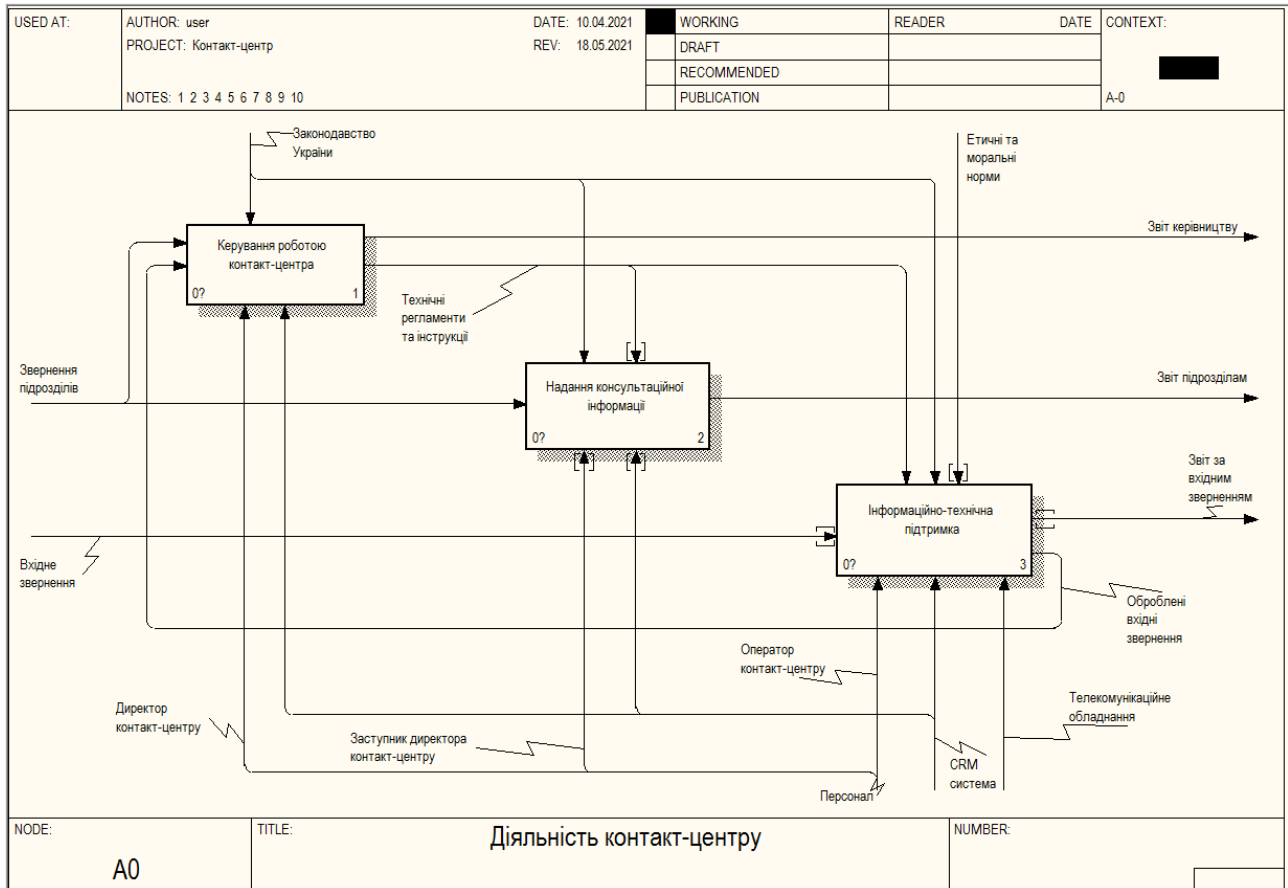 USED AT:
AUTHOR: user
DATE: 10.04.2021
PROJECT: Контакт-центр
REV: 18.05.2021
NOTES: 1 2 3 4 5 6 7 8 9 10
WORKING
DRAFT
RECOMMENDED
PUBLICATION
READER
DATE
CONTEXT:
A-0
Законодавство
України
Етичні та
моральні
норми
Керування роботою
контакт-центра
0?
1
Звіт керівництву
Технічні
регламенти
та інструкції
Звернення
підрозділів
Надання консультаційної
інформації
0?
2
Звіт підрозділам
Звіт за
вхідним
зверненням
Інформаційно-технічна
підтримка
0?
3
Вхідне
звернення
Оброблені
вхідні
звернення
Оператор
контакт-центру
Телекомунікаційне
обладнання
Директор
контакт-центру
Заступник директора
контакт-центру
CRM
система
Персонал
NODE:
A0
TITLE:
Діяльність контакт-центру
NUMBER: